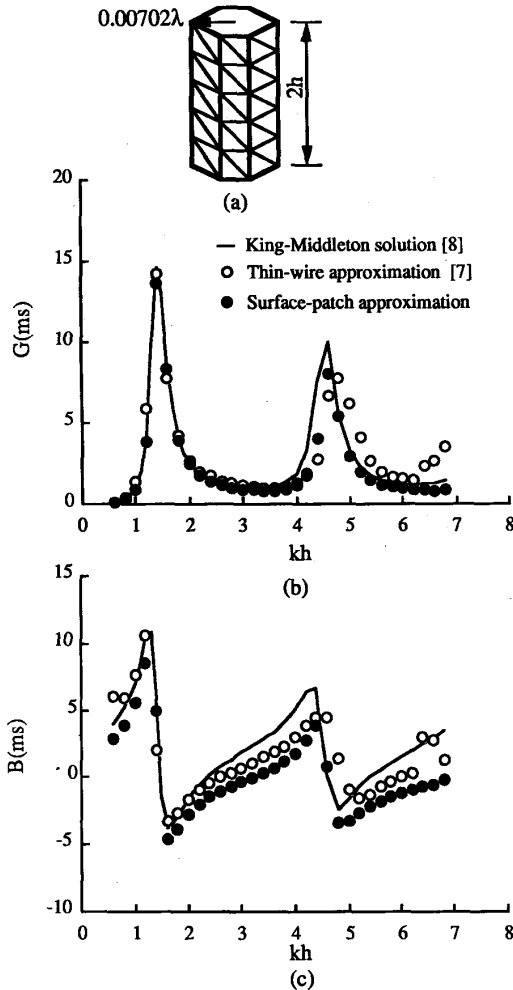 0.00702λ
2h
(a)
— King-Middleton solution [8]
○ Thin-wire approximation [7]
● Surface-patch approximation
20
15
10
5
0
G(ms)
0 1 2 3 4 5 6 7 8
kh
(b)
15
10
5
0
-5
-10
B(ms)
0 1 2 3 4 5 6 7 8
kh
(c)